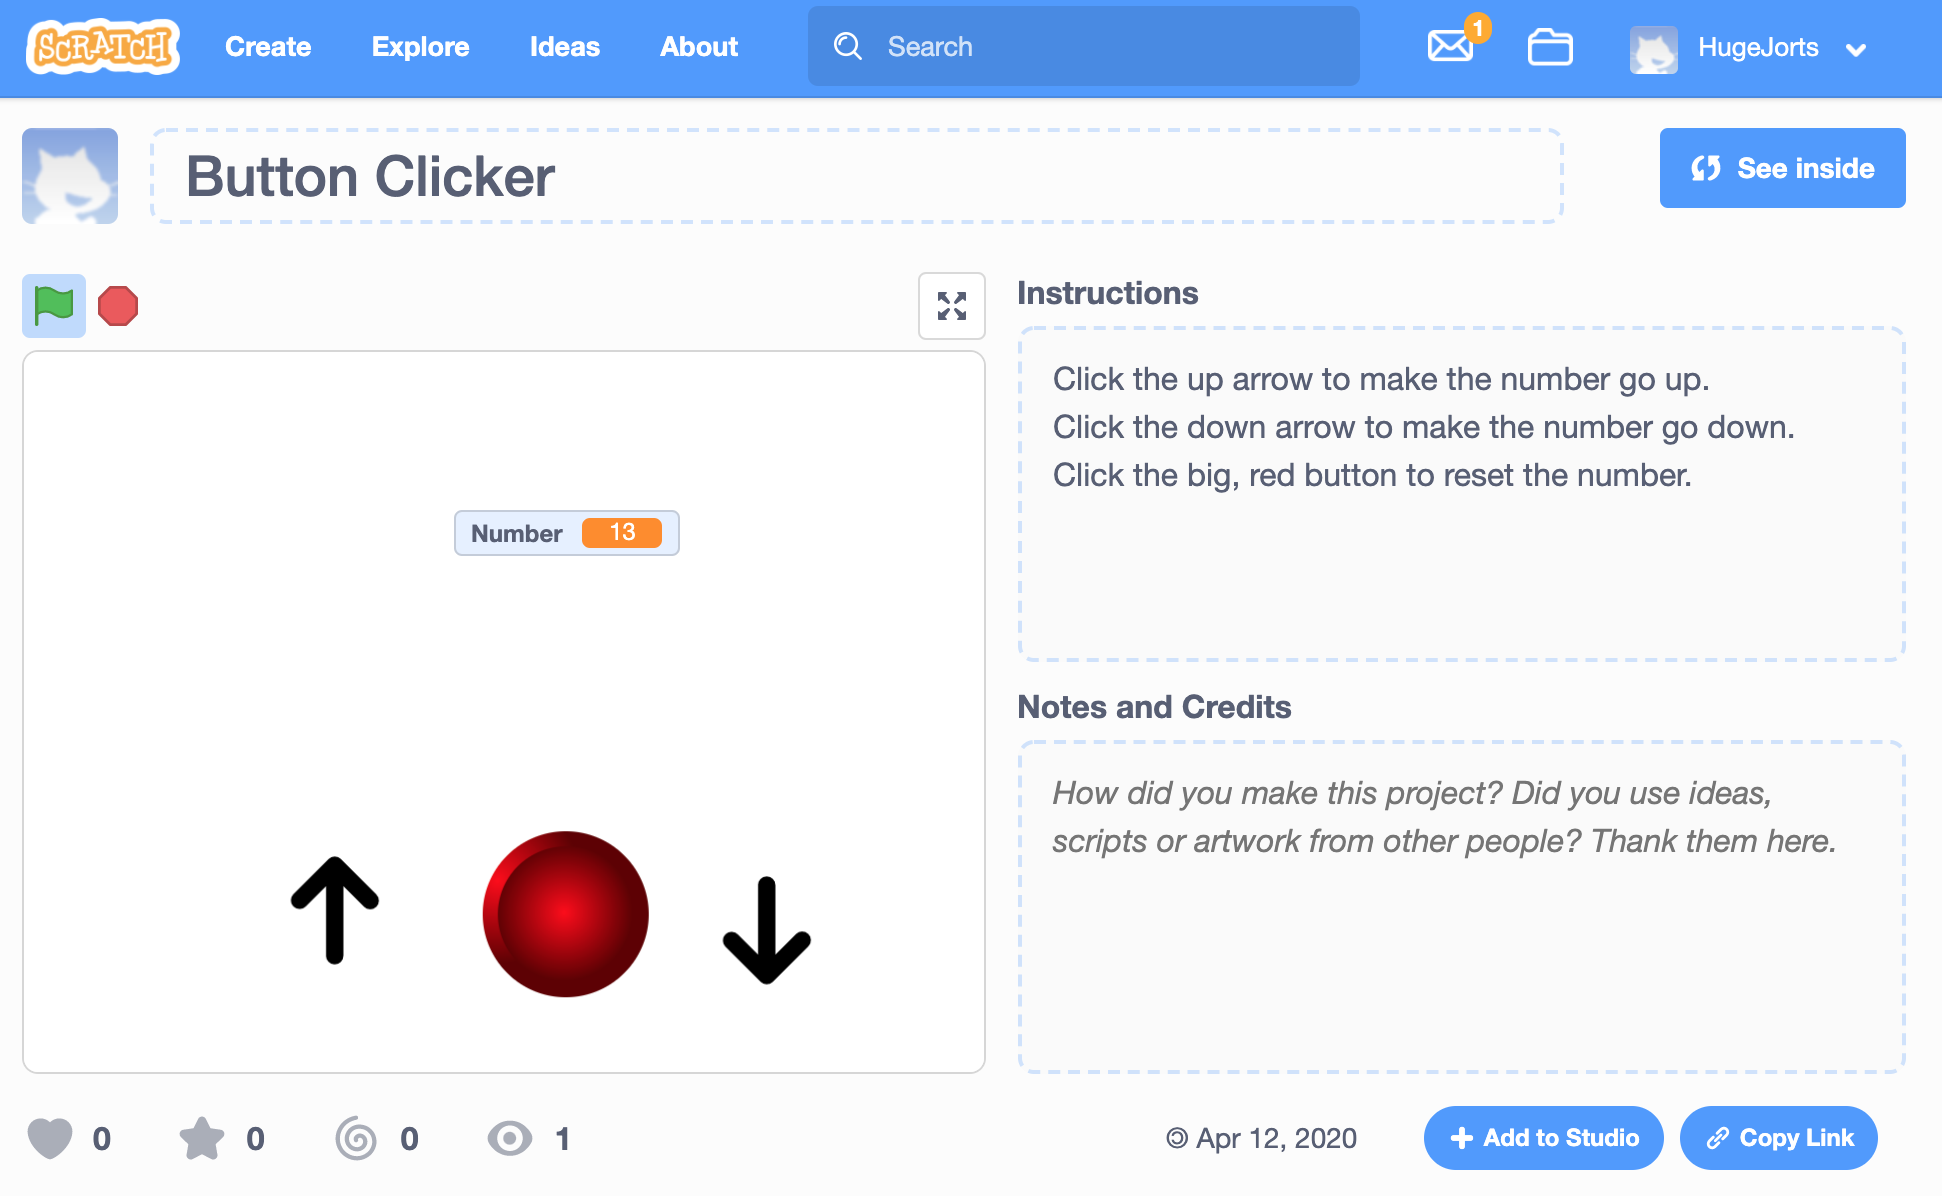 SCRATCH
Create
Explore
Ideas
About
Search
1
HugeJorts
Button Clicker
See inside
Instructions
Click the up arrow to make the number go up.
Click the down arrow to make the number go down.
Click the big, red button to reset the number.
Number 13
Notes and Credits
How did you make this project? Did you use ideas,
scripts or artwork from other people? Thank them here.
0
0
0
1
Apr 12, 2020
Add to Studio
Copy Link